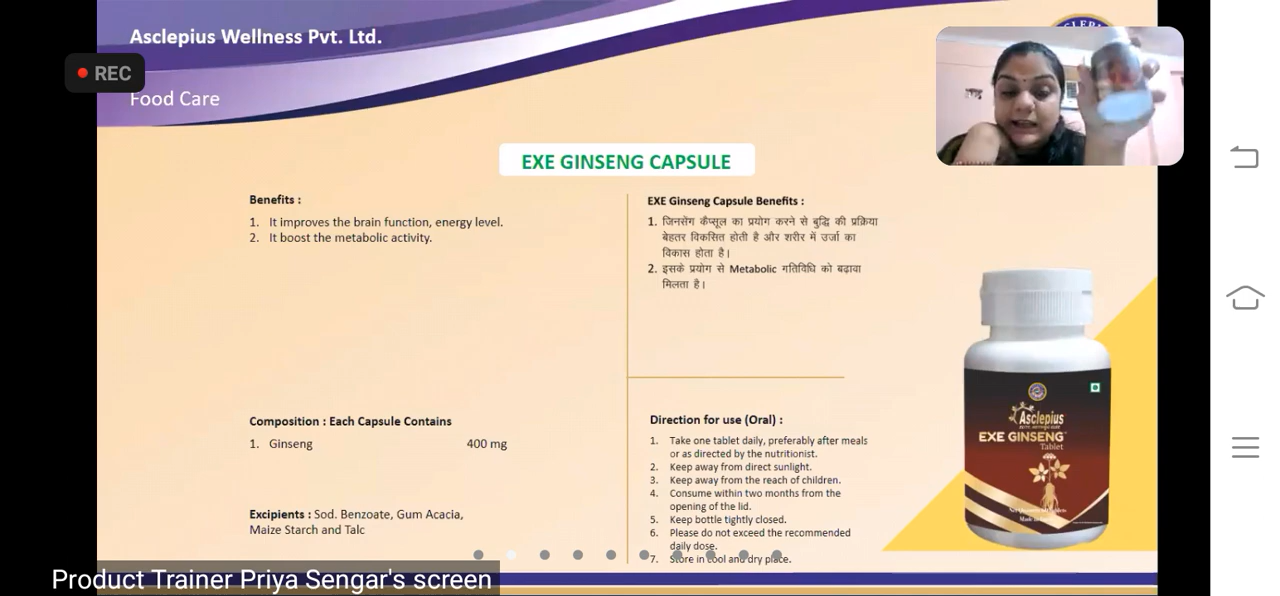 Asclepius Wellness Pvt. Ltd.
REC
Food Care
EXE GINSENG CAPSULE
Benefits :
1. It improves the brain function, energy level.
2. It boost the metabolic activity.
EXE Ginseng Capsule Benefits :
1. जिनसेंग कैप्सूल का प्रयोग करने से बुद्धि की प्रक्रिया
बेहतर विकसित होती है और शरीर में उर्जा का
विकास होता है।
2. इसके प्रयोग से Metabolic गतिविधि को बढ़ावा
मिलता है।
Composition : Each Capsule Contains
1. Ginseng 400 mg
Excipients : Sod. Benzoate, Gum Acacia,
Maize Starch and Talc
Direction for use (Oral) :
1. Take one tablet daily, preferably after meals
or as directed by the nutritionist.
2. Keep away from direct sunlight.
3. Keep away from the reach of children.
4. Consume within two months from the
opening of the lid.
5. Keep bottle tightly closed.
6. Please do not exceed the recommended
daily dose.
7. Store in cool and dry place.
Asclepius
EXE GINSENG
Tablet
Product Trainer Priya Sengar's screen